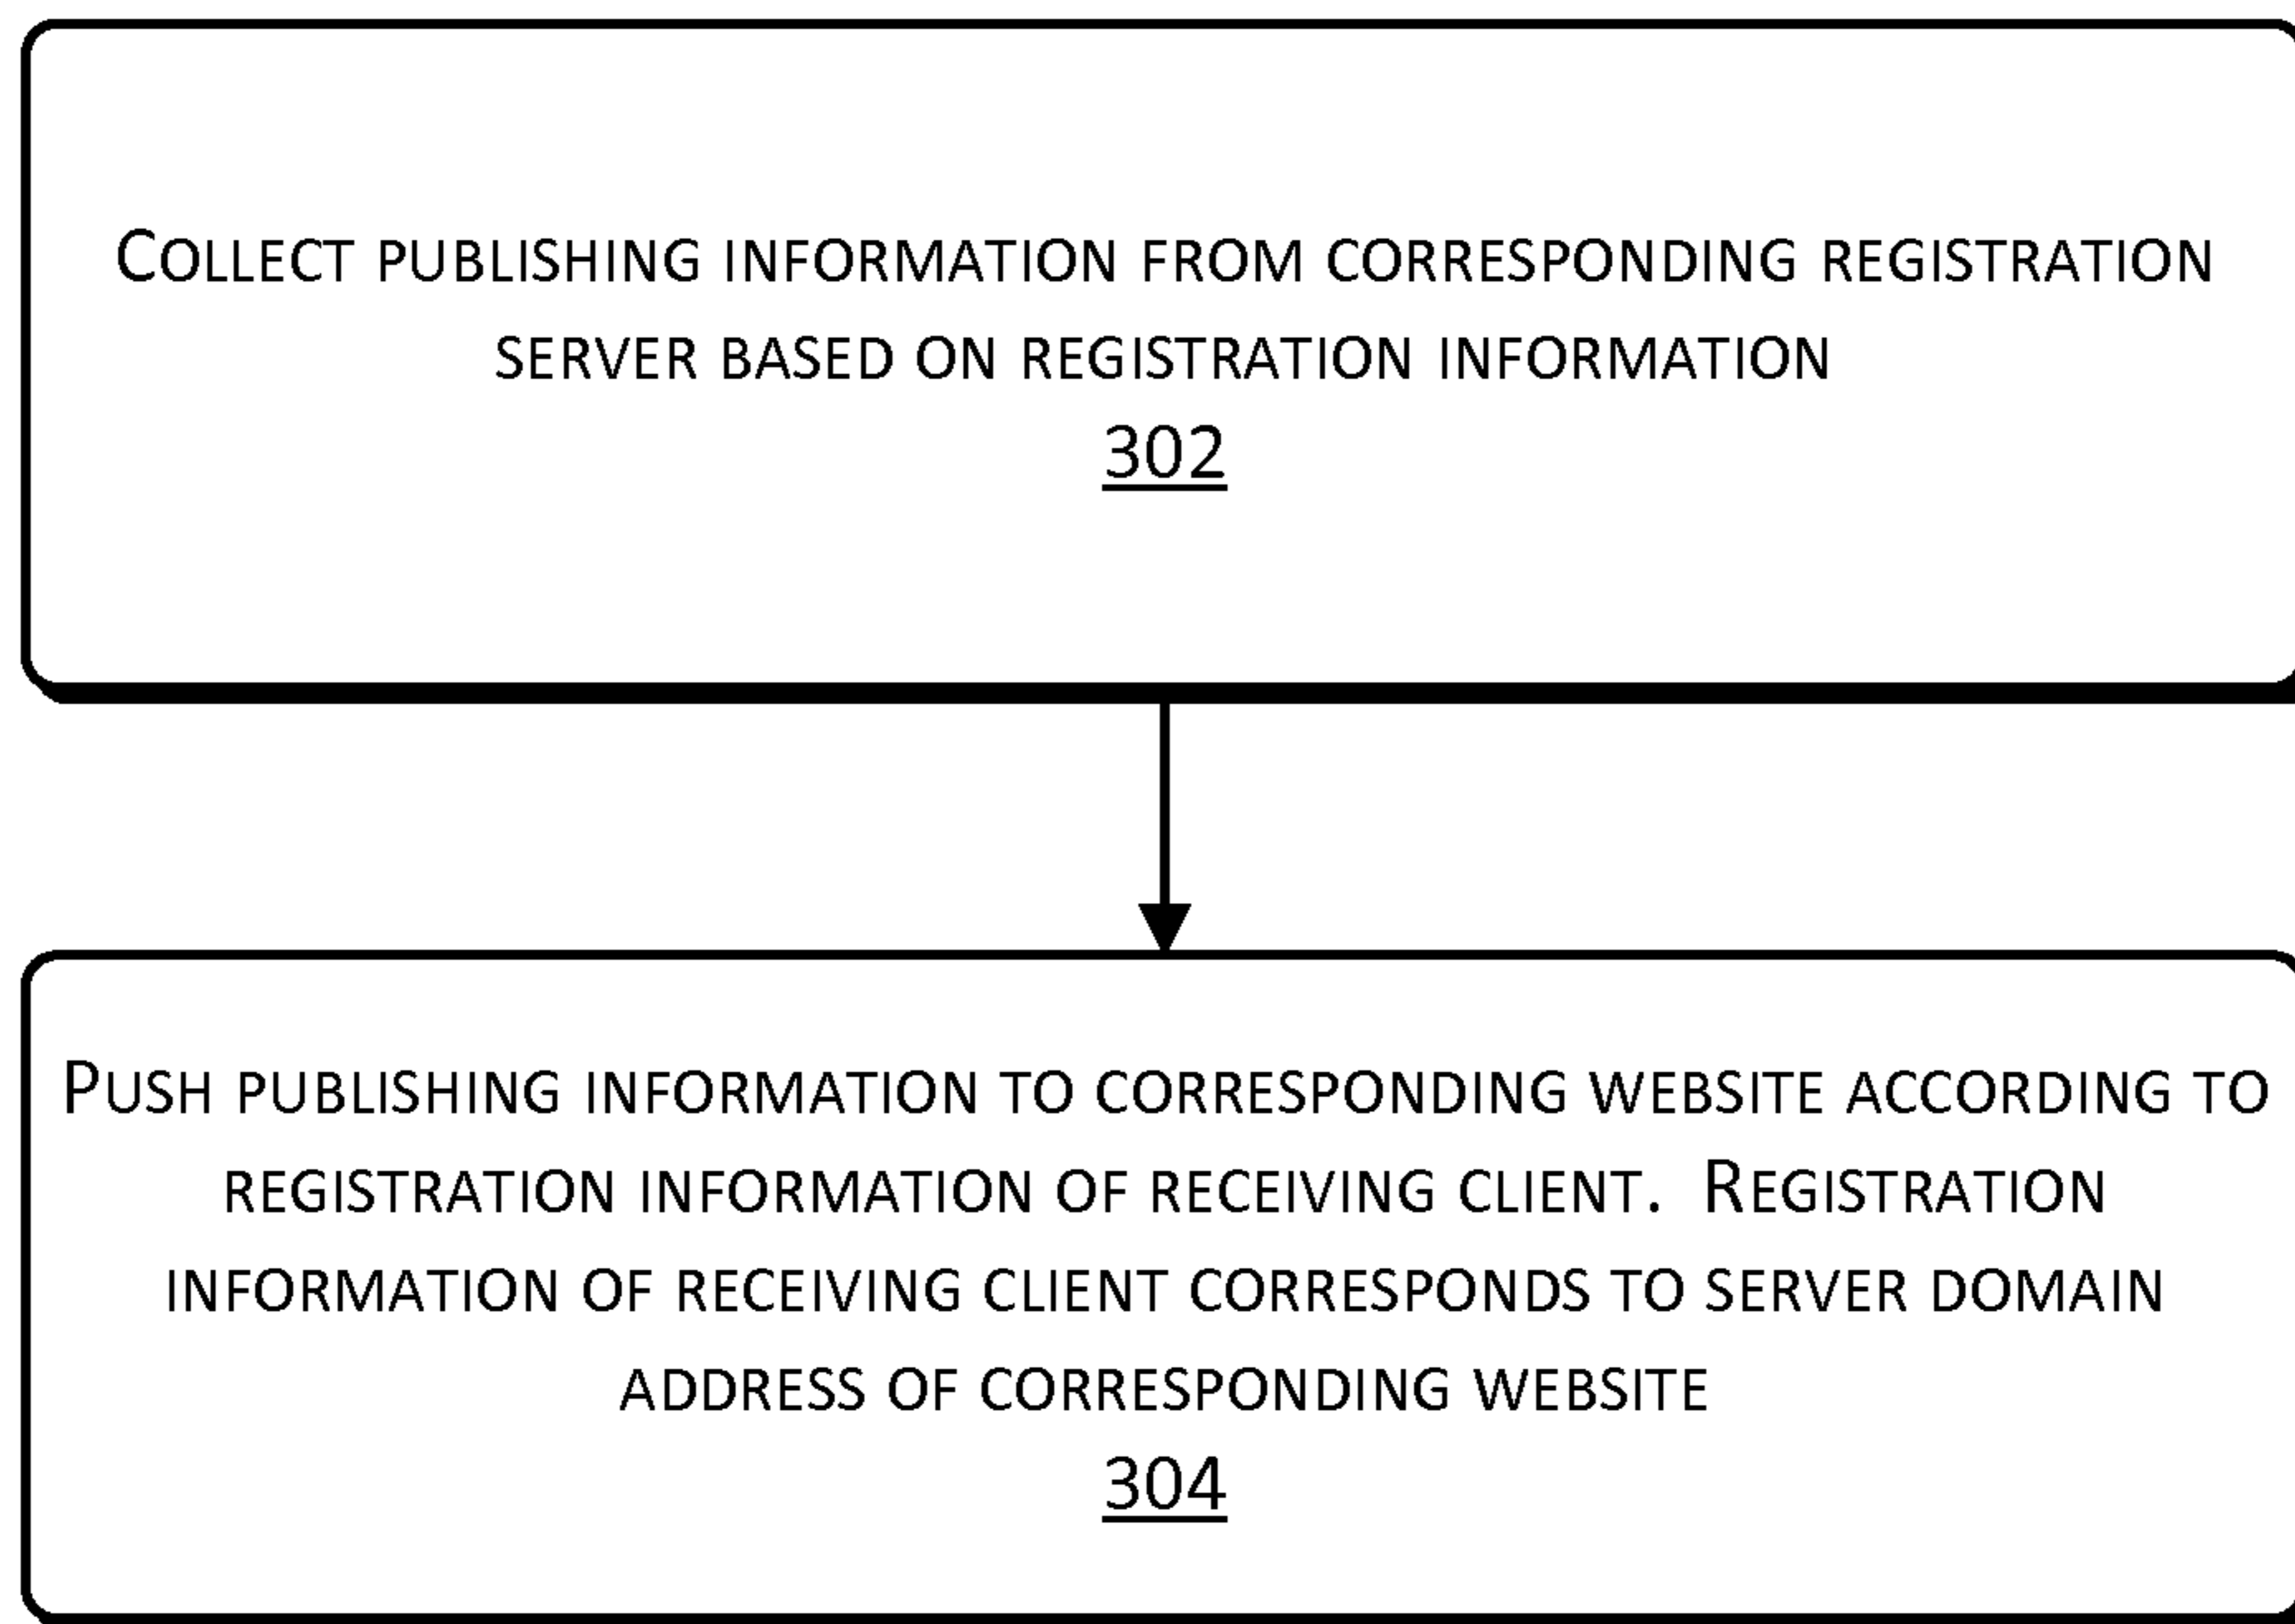 Collect publishing information from corresponding registration
server based on registration information
302
Push publishing information to corresponding website according to
registration information of receiving client. Registration
information of receiving client corresponds to server domain
address of corresponding website
304